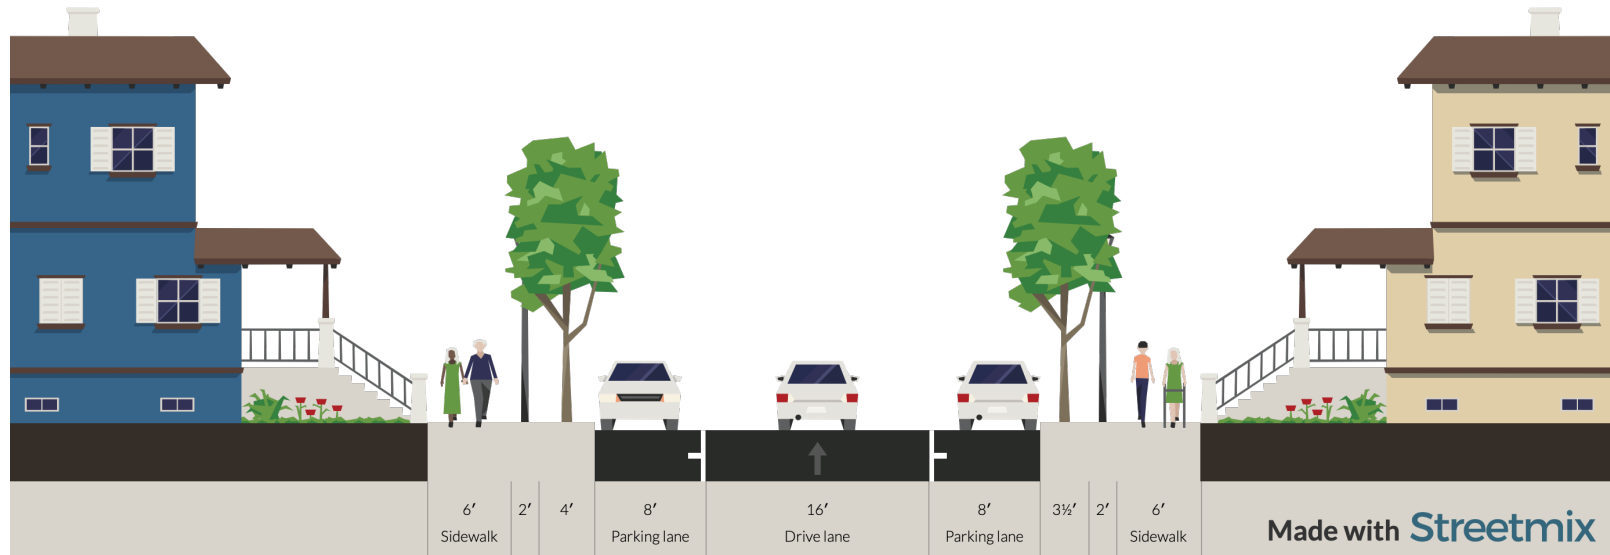 6′ 2′ 4′ 8′ 16′ 8′ 3½′ 2′ 6′
Sidewalk Parking lane Drive lane Parking lane Sidewalk
Made with Streetmix